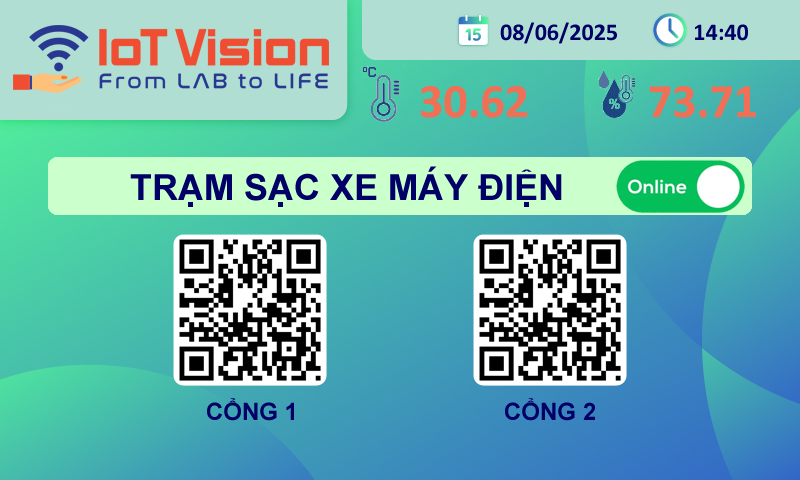 IoT Vision
From LAB to LIFE
15
08/06/2025
14:40
°C
30.62
%
73.71
TRẠM SẠC XE MÁY ĐIỆN
Online
CỔNG 1
CỔNG 2